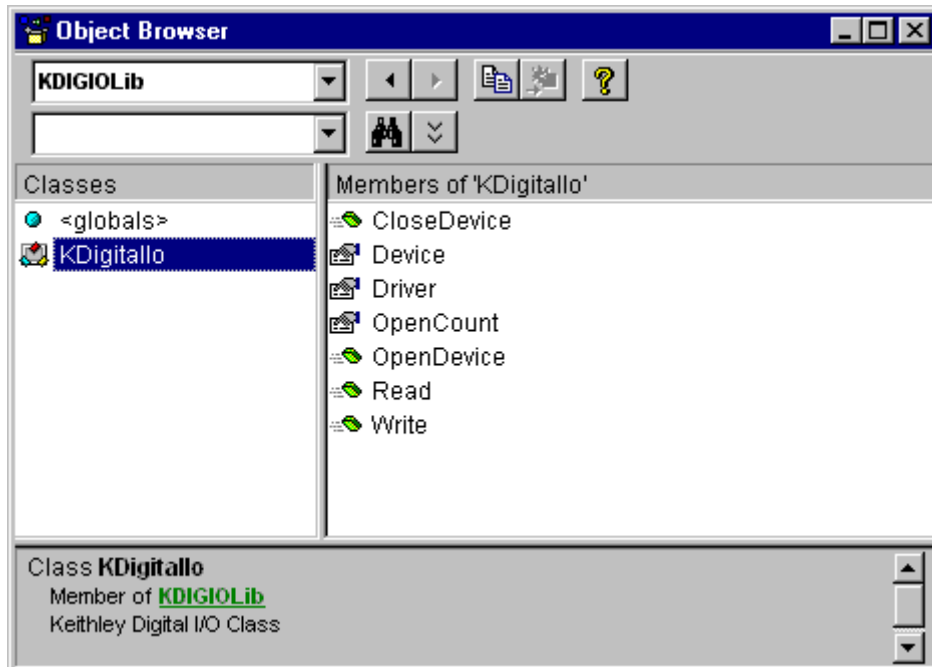 Object Browser
KDIGIOLib
Classes
Members of 'KDigitalIo'
<globals>
KDigitalIo
CloseDevice
Device
Driver
OpenCount
OpenDevice
Read
Write
Class KDigitalIo
Member of KDIGIOLib
Keithley Digital I/O Class